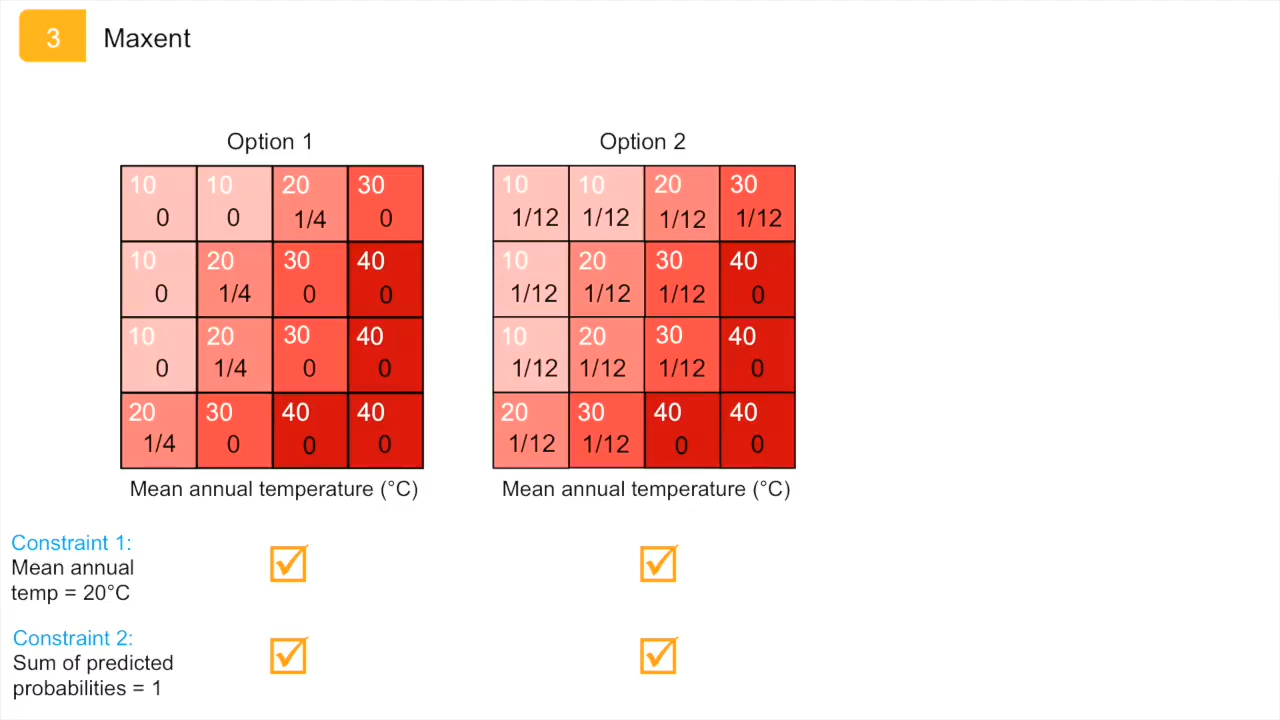 3 Maxent
Option 1 Option 2
10 10 20 30 10 10 20 30
0 0 1/4 0 1/12 1/12 1/12 1/12
10 20 30 40 10 20 30 40
0 1/4 0 0 1/12 1/12 1/12 0
10 20 30 40 10 20 30 40
0 1/4 0 0 1/12 1/12 1/12 0
20 30 40 40 20 30 40 40
1/4 0 0 0 1/12 1/12 0 0
Mean annual temperature (°C) Mean annual temperature (°C)
Constraint 1:
Mean annual
temp = 20°C
Constraint 2:
Sum of predicted
probabilities = 1